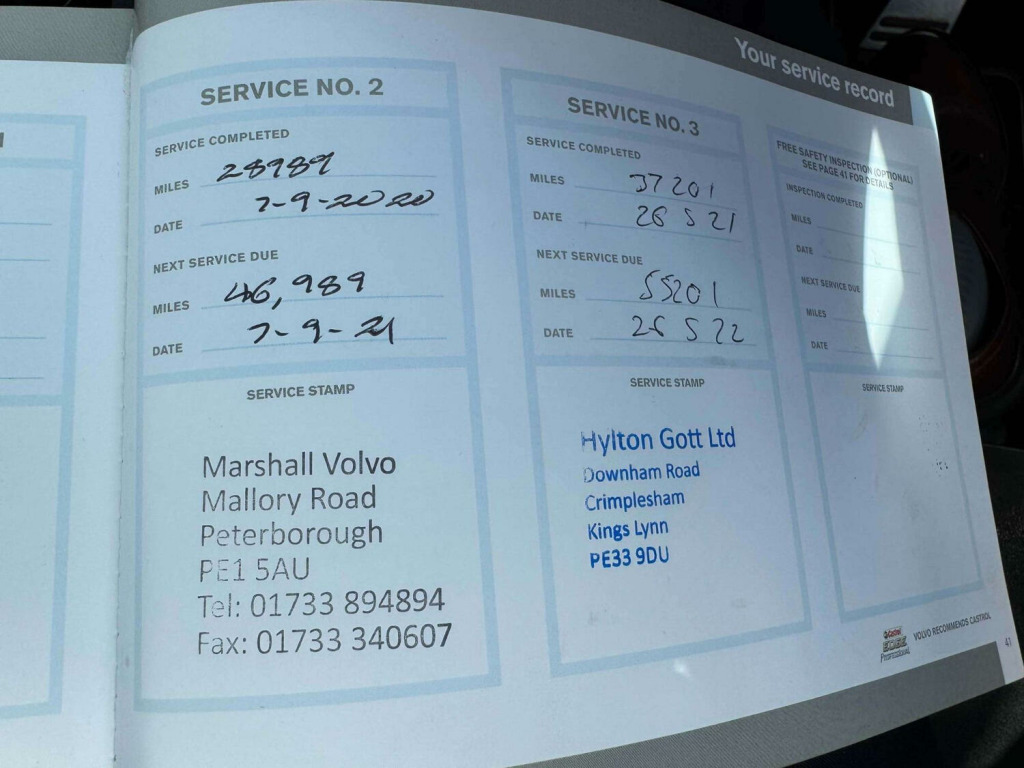 Your service record
SERVICE NO. 2
SERVICE COMPLETED
MILES 28989
DATE 7-9-2020
NEXT SERVICE DUE
MILES 46,989
DATE 7-9-21
SERVICE STAMP
Marshall Volvo
Mallory Road
Peterborough
PE1 5AU
Tel: 01733 894894
Fax: 01733 340607
SERVICE NO. 3
SERVICE COMPLETED
MILES 37201
DATE 26 5 21
NEXT SERVICE DUE
MILES 55201
DATE 26 5 22
SERVICE STAMP
Hylton Gott Ltd
Downham Road
Crimplesham
Kings Lynn
PE33 9DU
FREE SAFETY INSPECTION (OPTIONAL)
SEE PAGE 41 FOR DETAILS
INSPECTION COMPLETED
MILES
DATE
NEXT SERVICE DUE
MILES
DATE
SERVICE STAMP
Castrol
EDGE
Professional
VOLVO RECOMMENDS CASTROL
41